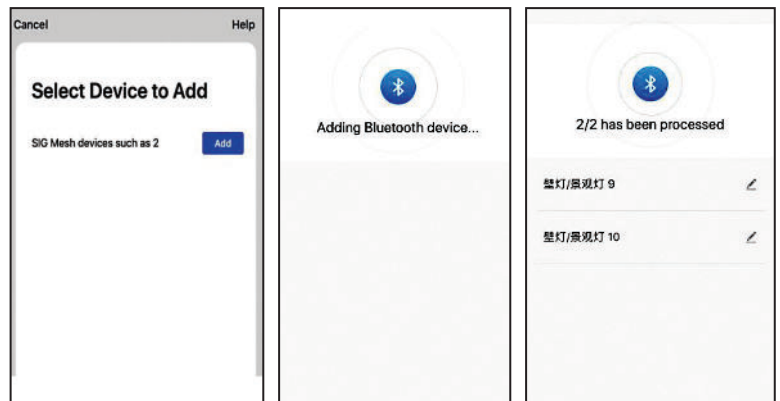 Cancel Help
Select Device to Add
SIG Mesh devices such as 2 Add
Adding Bluetooth device...
2/2 has been processed
壁灯/景观灯 9
壁灯/景观灯 10